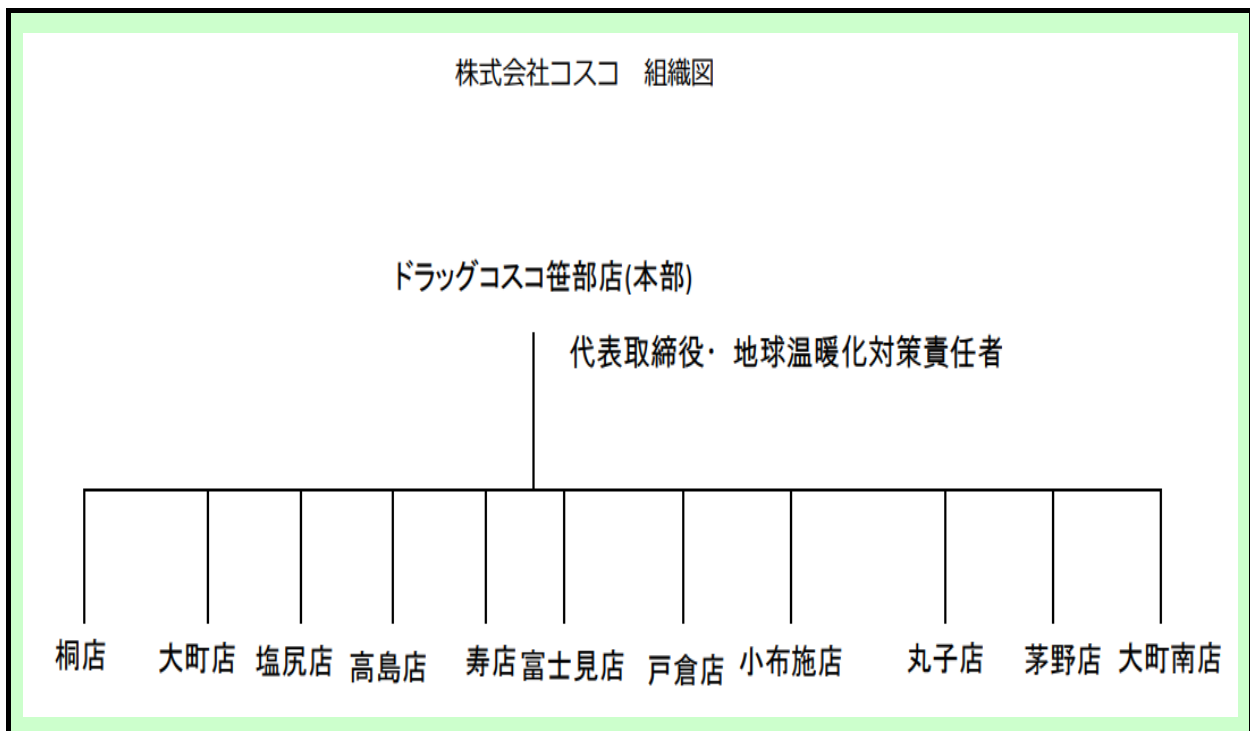 株式会社コスコ　組織図
ドラッグコスコ笹部店(本部)
代表取締役・地球温暖化対策責任者
桐店
大町店
塩尻店
高島店
寿店
富士見店
戸倉店
小布施店
丸子店
茅野店
大町南店